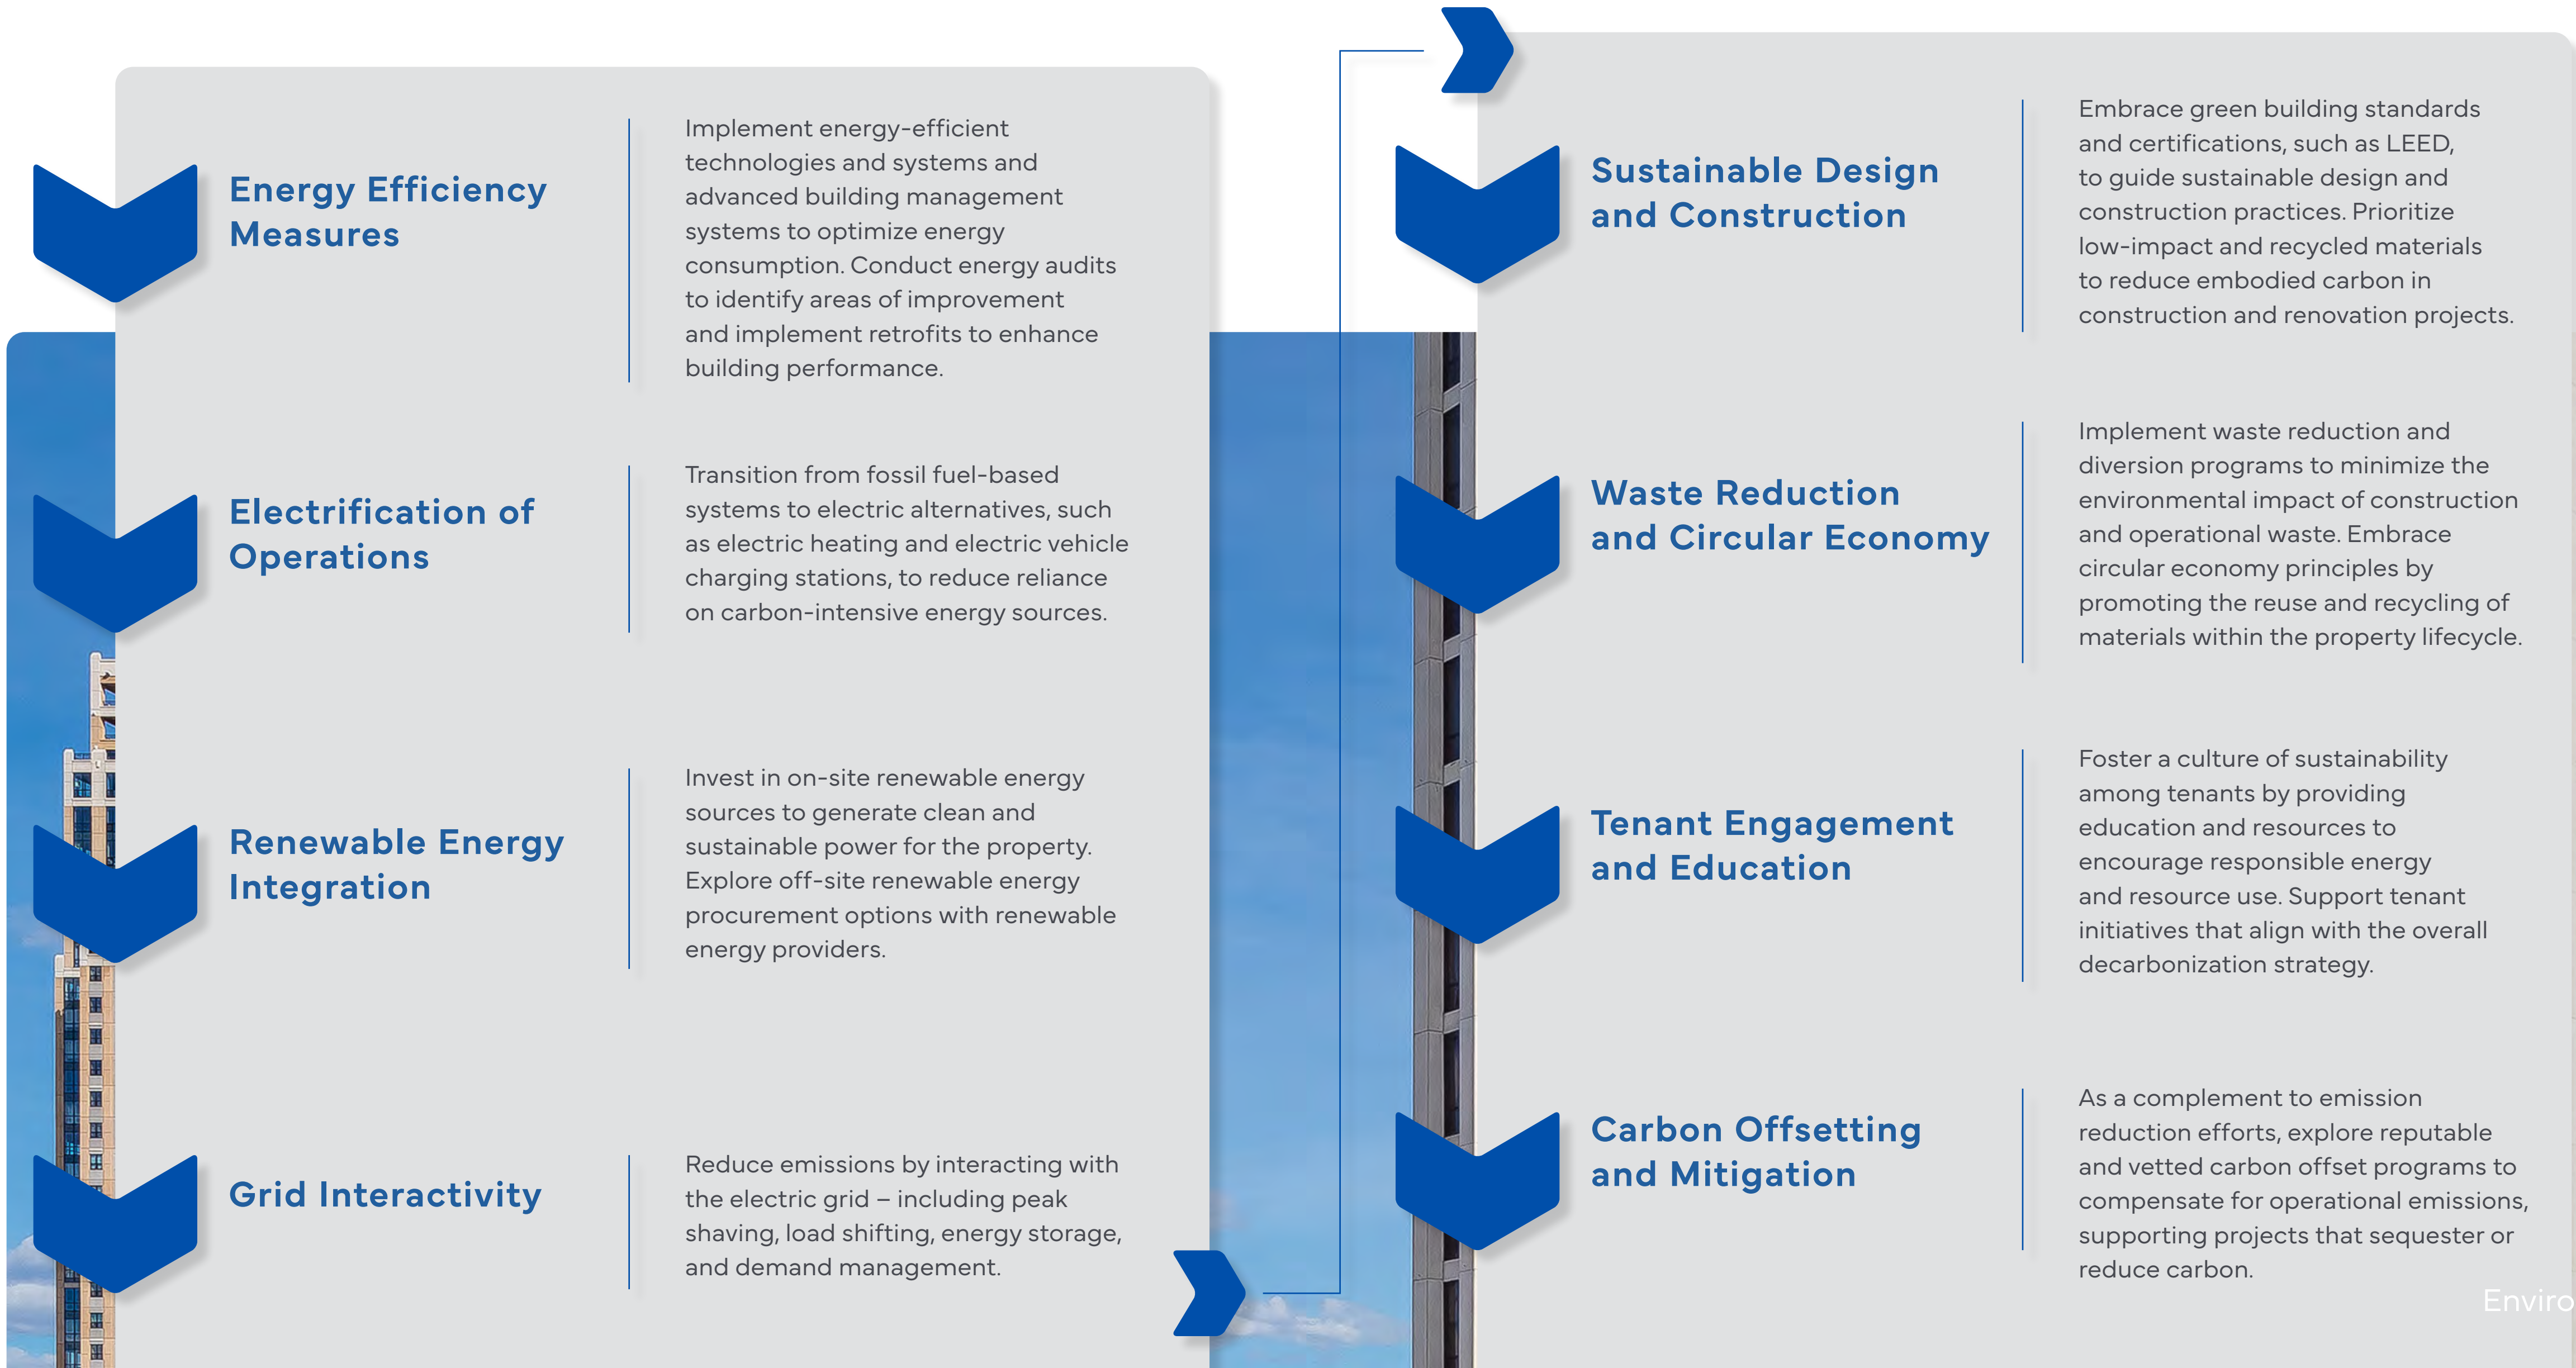 Energy Efficiency
Measures
Implement energy-efficient
technologies and systems and
advanced building management
systems to optimize energy
consumption. Conduct energy audits
to identify areas of improvement
and implement retrofits to enhance
building performance.
Electrification of
Operations
Transition from fossil fuel-based
systems to electric alternatives, such
as electric heating and electric vehicle
charging stations, to reduce reliance
on carbon-intensive energy sources.
Renewable Energy
Integration
Invest in on-site renewable energy
sources to generate clean and
sustainable power for the property.
Explore off-site renewable energy
procurement options with renewable
energy providers.
Grid Interactivity
Reduce emissions by interacting with
the electric grid – including peak
shaving, load shifting, energy storage,
and demand management.
Sustainable Design
and Construction
Embrace green building standards
and certifications, such as LEED,
to guide sustainable design and
construction practices. Prioritize
low-impact and recycled materials
to reduce embodied carbon in
construction and renovation projects.
Waste Reduction
and Circular Economy
Implement waste reduction and
diversion programs to minimize the
environmental impact of construction
and operational waste. Embrace
circular economy principles by
promoting the reuse and recycling of
materials within the property lifecycle.
Tenant Engagement
and Education
Foster a culture of sustainability
among tenants by providing
education and resources to
encourage responsible energy
and resource use. Support tenant
initiatives that align with the overall
decarbonization strategy.
Carbon Offsetting
and Mitigation
As a complement to emission
reduction efforts, explore reputable
and vetted carbon offset programs to
compensate for operational emissions,
supporting projects that sequester or
reduce carbon.
Enviro